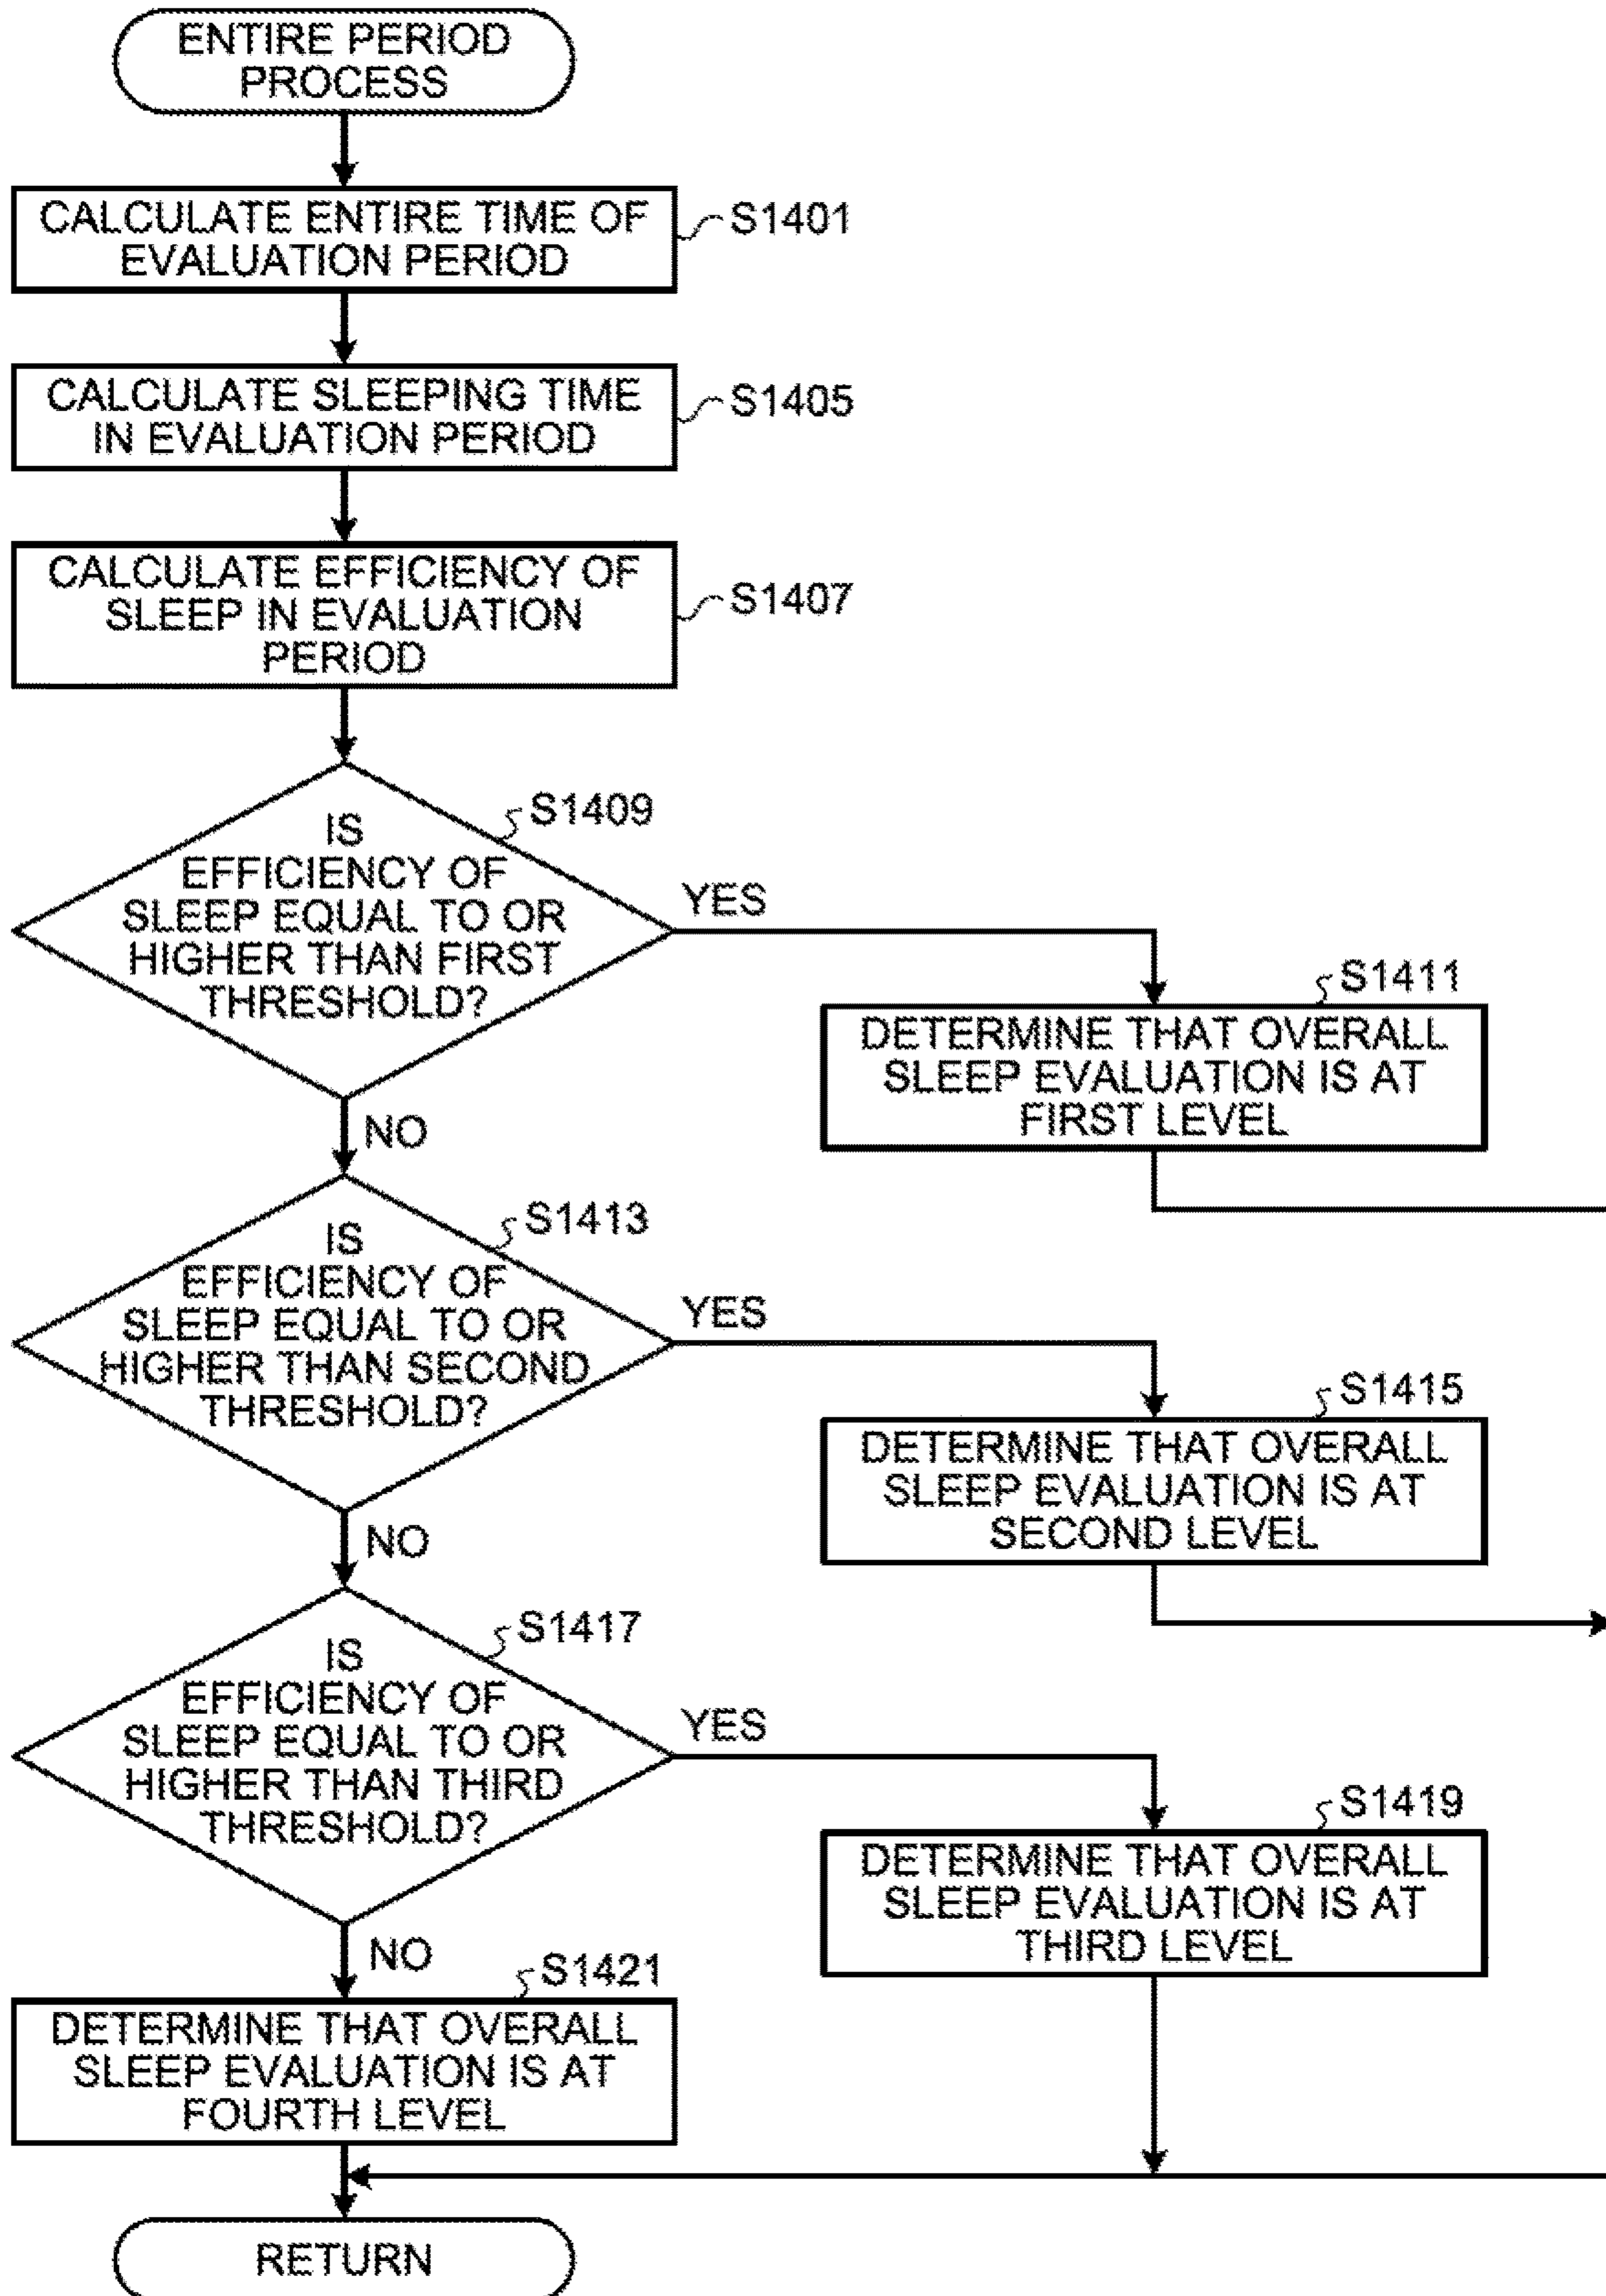 ENTIRE PERIOD
PROCESS
CALCULATE ENTIRE TIME OF
EVALUATION PERIOD
S1401
CALCULATE SLEEPING TIME
IN EVALUATION PERIOD
S1405
CALCULATE EFFICIENCY OF
SLEEP IN EVALUATION
PERIOD
S1407
S1409
IS
EFFICIENCY OF
SLEEP EQUAL TO OR
HIGHER THAN FIRST
THRESHOLD?
YES
S1411
DETERMINE THAT OVERALL
SLEEP EVALUATION IS AT
FIRST LEVEL
NO
S1413
IS
EFFICIENCY OF
SLEEP EQUAL TO OR
HIGHER THAN SECOND
THRESHOLD?
YES
S1415
DETERMINE THAT OVERALL
SLEEP EVALUATION IS AT
SECOND LEVEL
NO
S1417
IS
EFFICIENCY OF
SLEEP EQUAL TO OR
HIGHER THAN THIRD
THRESHOLD?
YES
S1419
DETERMINE THAT OVERALL
SLEEP EVALUATION IS AT
THIRD LEVEL
NO
S1421
DETERMINE THAT OVERALL
SLEEP EVALUATION IS AT
FOURTH LEVEL
RETURN